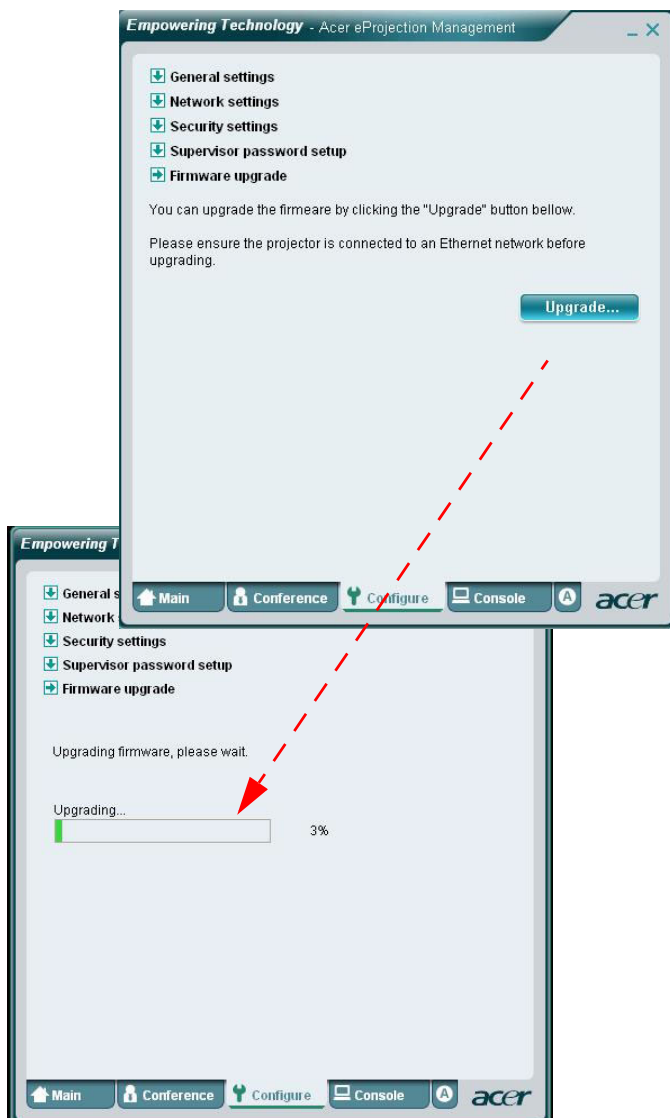 Empowering Technology - Acer eProjection Management
General settings
Network settings
Security settings
Supervisor password setup
Firmware upgrade
You can upgrade the firmeare by clicking the "Upgrade" button bellow.
Please ensure the projector is connected to an Ethernet network before
upgrading.
Upgrade...
Main Conference Configure Console A acer
Empowering T
General s
Network
Security settings
Supervisor password setup
Firmware upgrade
Upgrading firmware, please wait.
Upgrading...
3%
Main Conference Configure Console A acer